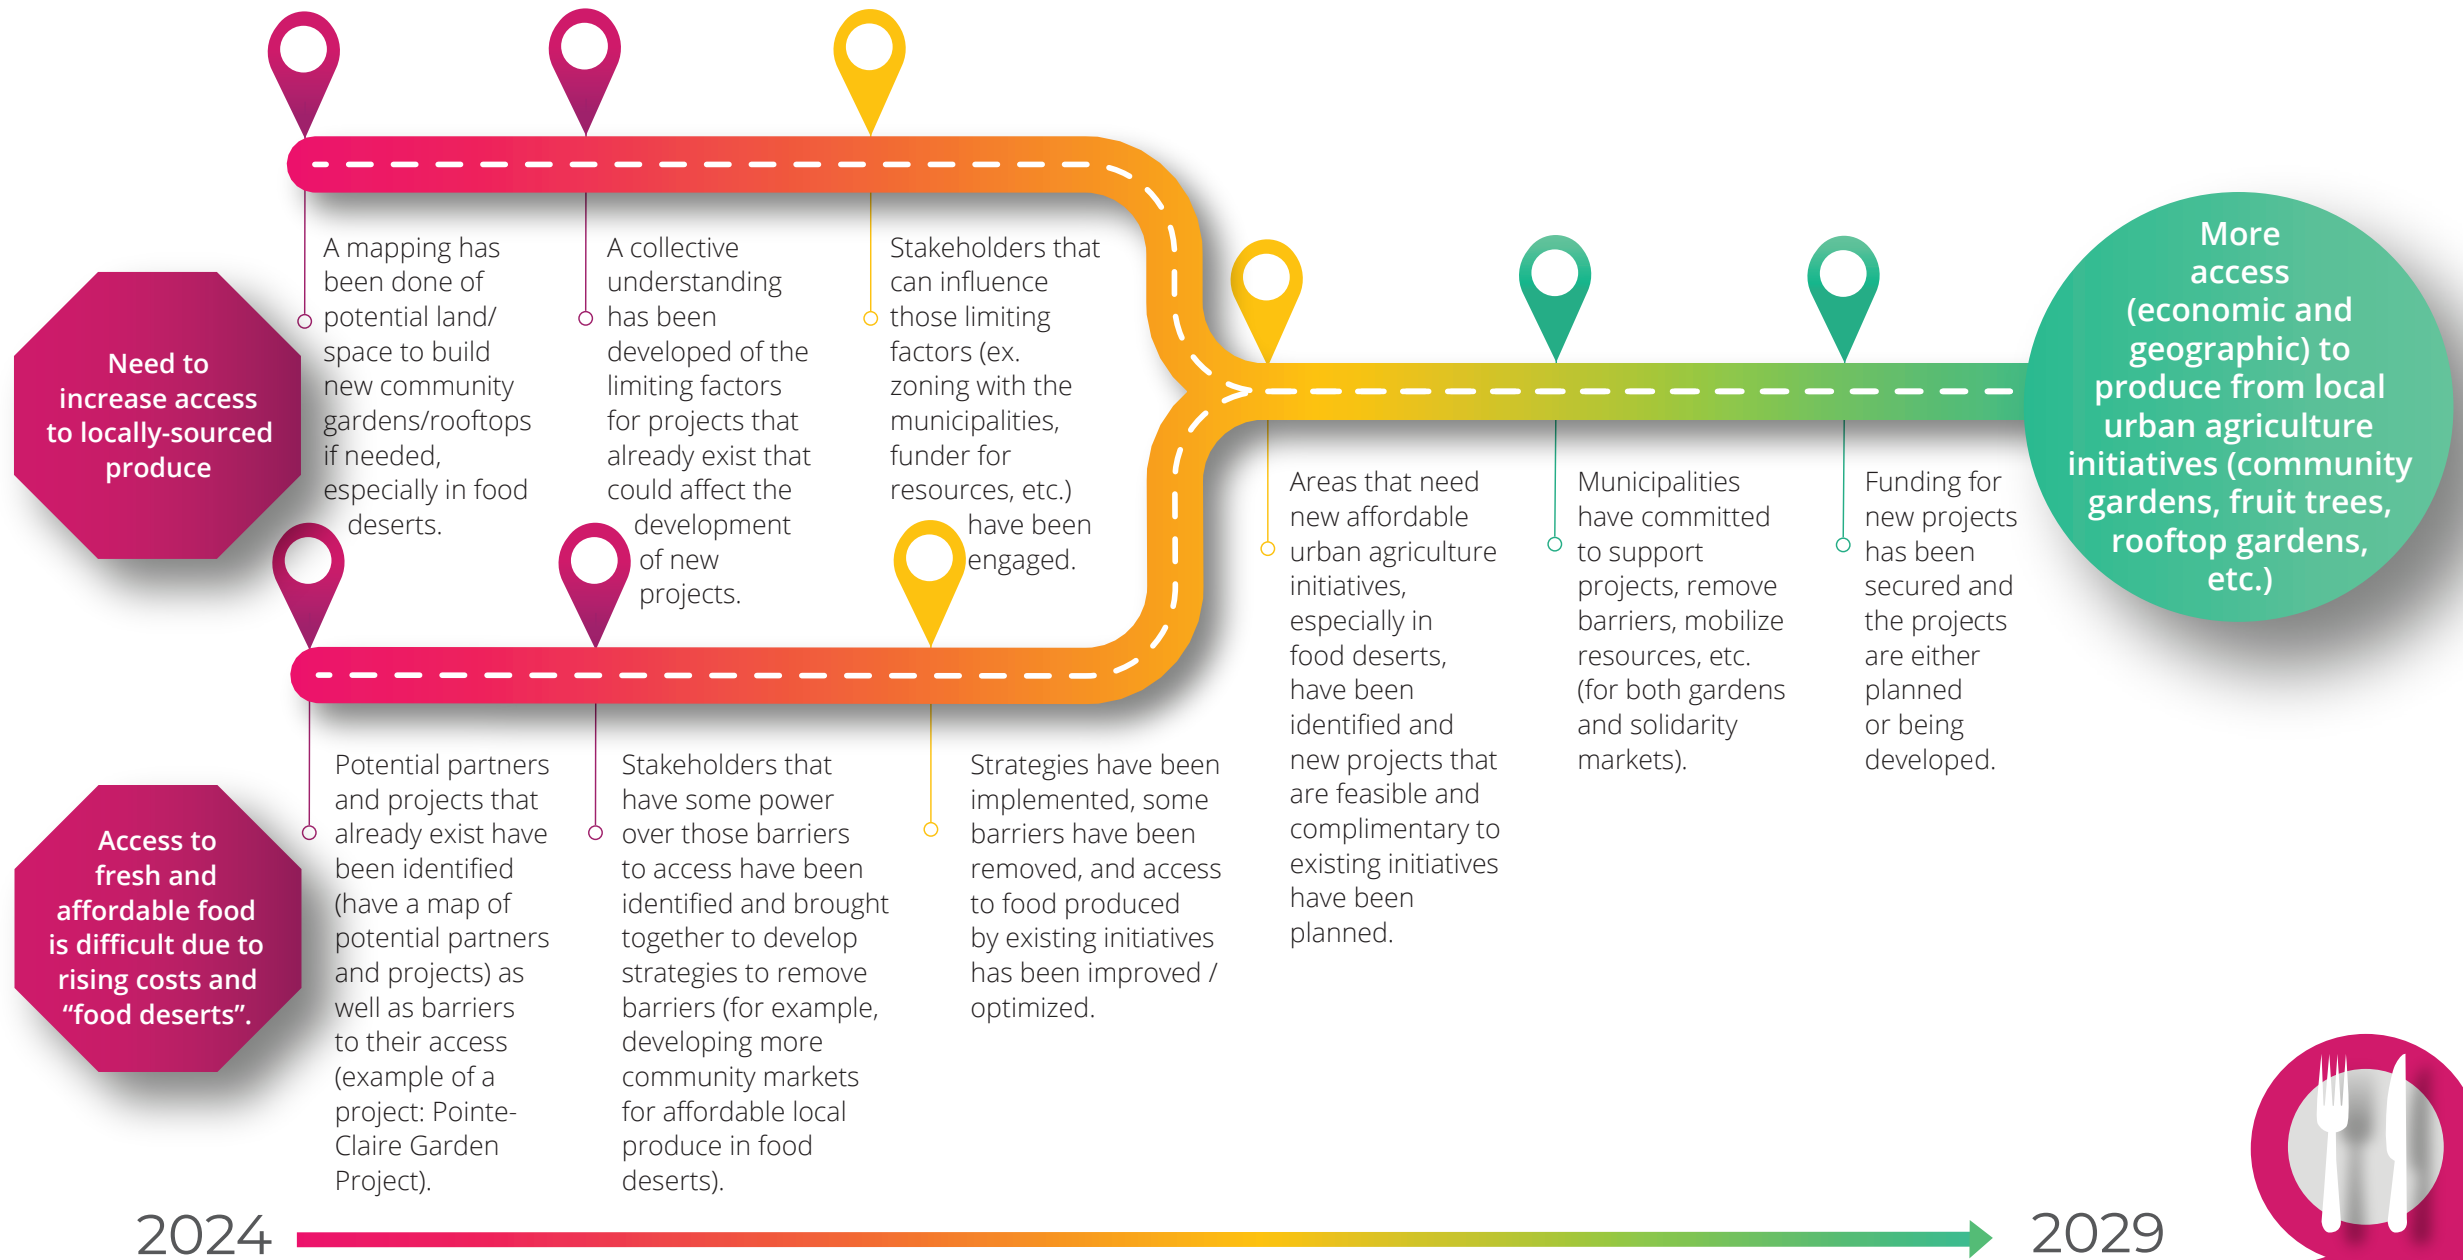 Need to
increase access
to locally-sourced
produce
A mapping has
been done of
potential land/
space to build
new community
gardens/rooftops
if needed,
especially in food
deserts.
A collective
understanding
has been
developed of the
limiting factors
for projects that
already exist that
could affect the
development
of new
projects.
Stakeholders that
can influence
those limiting
factors (ex.
zoning with the
municipalities,
funder for
resources, etc.)
have been
engaged.
Access to
fresh and
affordable food
is difficult due to
rising costs and
“food deserts”.
Potential partners
and projects that
already exist have
been identified
(have a map of
potential partners
and projects) as
well as barriers
to their access
(example of a
project: Pointe-
Claire Garden
Project).
Stakeholders that
have some power
over those barriers
to access have been
identified and brought
together to develop
strategies to remove
barriers (for example,
developing more
community markets
for affordable local
produce in food
deserts).
Strategies have been
implemented, some
barriers have been
removed, and access
to food produced
by existing initiatives
has been improved /
optimized.
Areas that need
new affordable
urban agriculture
initiatives,
especially in
food deserts,
have been
identified and
new projects that
are feasible and
complimentary to
existing initiatives
have been
planned.
Municipalities
have committed
to support
projects, remove
barriers, mobilize
resources, etc.
(for both gardens
and solidarity
markets).
Funding for
new projects
has been
secured and
the projects
are either
planned
or being
developed.
More
access
(economic and
geographic) to
produce from local
urban agriculture
initiatives (community
gardens, fruit trees,
rooftop gardens,
etc.)
2024
2029